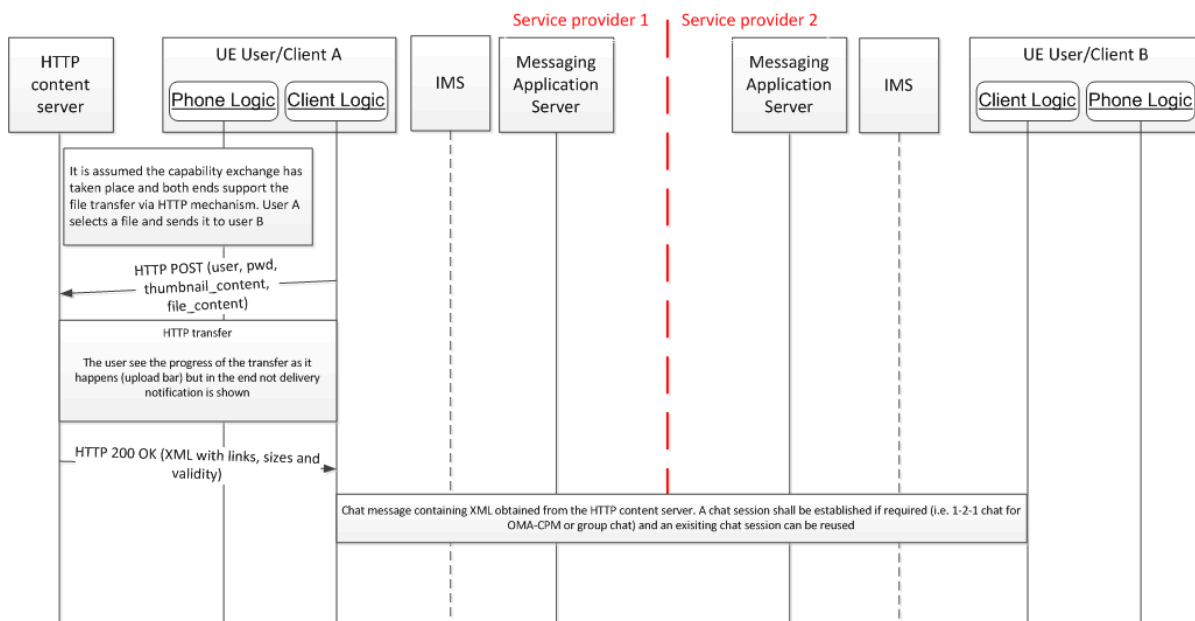 Service provider 1
Service provider 2
HTTP
content
server
UE User/Client A
Phone Logic
Client Logic
IMS
Messaging
Application
Server
Messaging
Application
Server
IMS
UE User/Client B
Client Logic
Phone Logic
It is assumed the capability exchange has
taken place and both ends support the
file transfer via HTTP mechanism. User A
selects a file and sends it to user B
HTTP POST (user, pwd,
thumbnail_content,
file_content)
HTTP transfer
The user see the progress of the transfer as it
happens (upload bar) but in the end not delivery
notification is shown
HTTP 200 OK (XML with links, sizes and
validity)
Chat message containing XML obtained from the HTTP content server. A chat session shall be established if required (i.e. 1-2-1 chat for
OMA-CPM or group chat) and an exisiting chat session can be reused